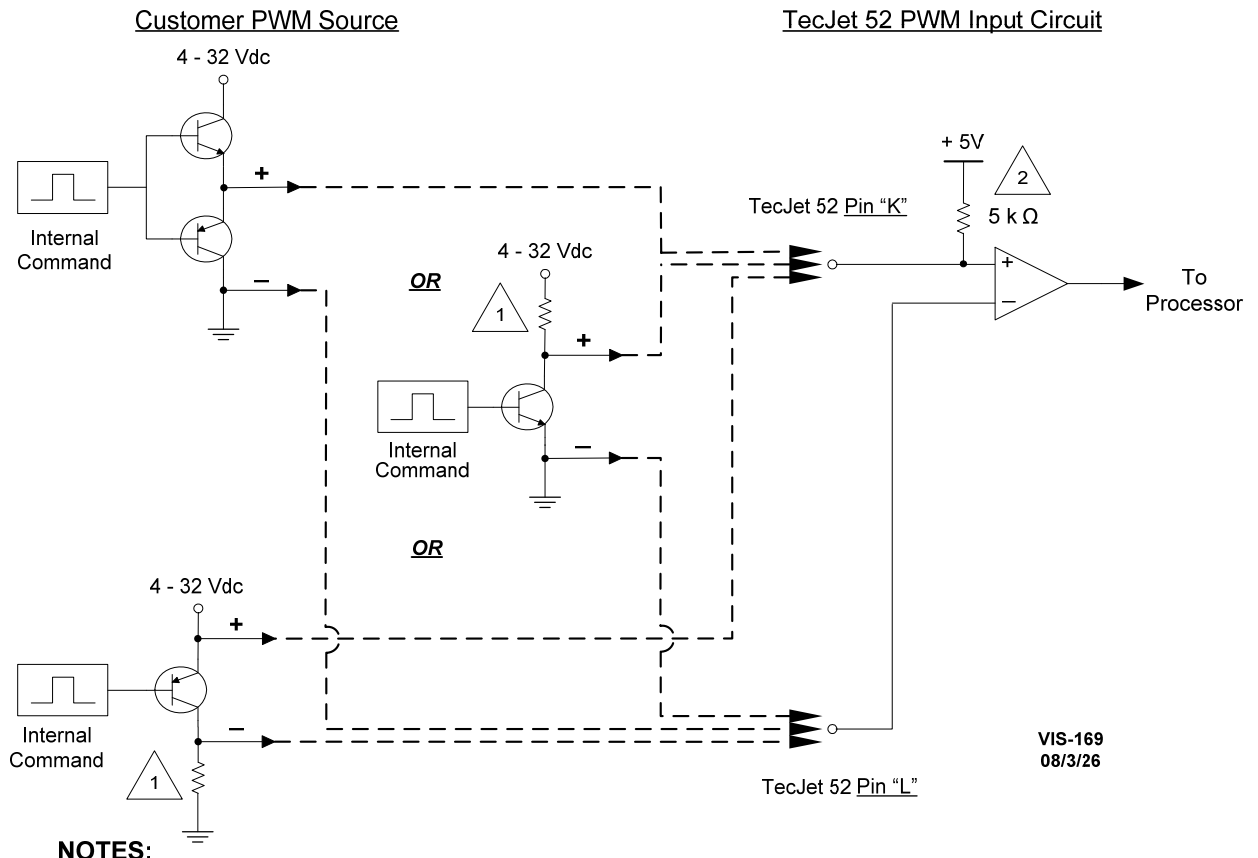 Customer PWM Source
TecJet 52 PWM Input Circuit
4 - 32 Vdc
+
Internal
Command
−
OR
4 - 32 Vdc
1
+
Internal
Command
−
OR
4 - 32 Vdc
+
Internal
Command
−
1
TecJet 52 Pin “K”
+ 5V
2
5 k Ω
+
−
To
Processor
TecJet 52 Pin “L”
VIS-169
08/3/26
NOTES: